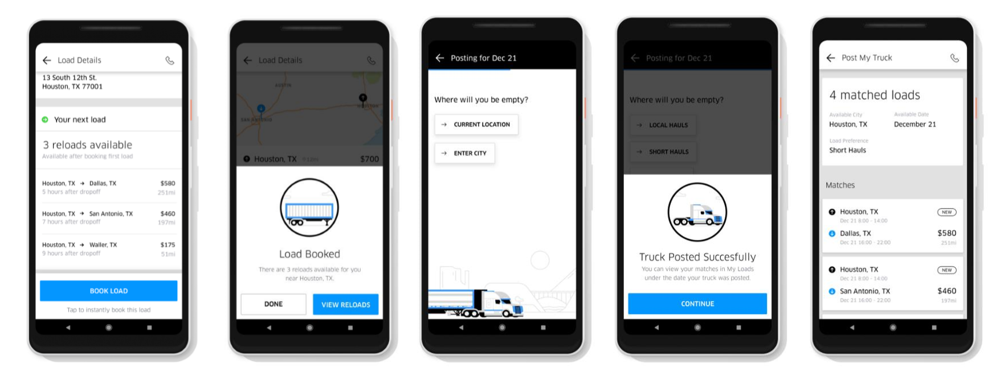 Load Details
13 South 12th St.
Houston, TX 77001
Your next load
3 reloads available
Available after booking first load
Houston, TX → Dallas, TX $580
5 hours after dropoff 251mi
Houston, TX → San Antonio, TX $460
7 hours after dropoff 197mi
Houston, TX → Waller, TX $175
9 hours after dropoff 51mi
BOOK LOAD
Tap to instantly book this load
Load Details
AUSTIN
HOUSTON
SAN ANTONIO
Houston, TX $700
Load Booked
There are 3 reloads available for you
near Houston, TX.
DONE VIEW RELOADS
Posting for Dec 21
Where will you be empty?
→ CURRENT LOCATION
→ ENTER CITY
Posting for Dec 21
Where will you be empty?
→ LOCAL HAULS
→ SHORT HAULS
Truck Posted Succesfully
You can view your matches in My Loads
under the date your truck was posted.
CONTINUE
Post My Truck
4 matched loads
Available City Available Date
Houston, TX December 21
Load Preference
Short Hauls
Matches
Houston, TX NEW
Dec 21 8:00 - 14:00
Dallas, TX $580
Dec 21 16:00 - 22:00 251mi
Houston, TX NEW
Dec 21 8:00 - 14:00
San Antonio, TX $460
Dec 21 16:00 - 22:00 197mi